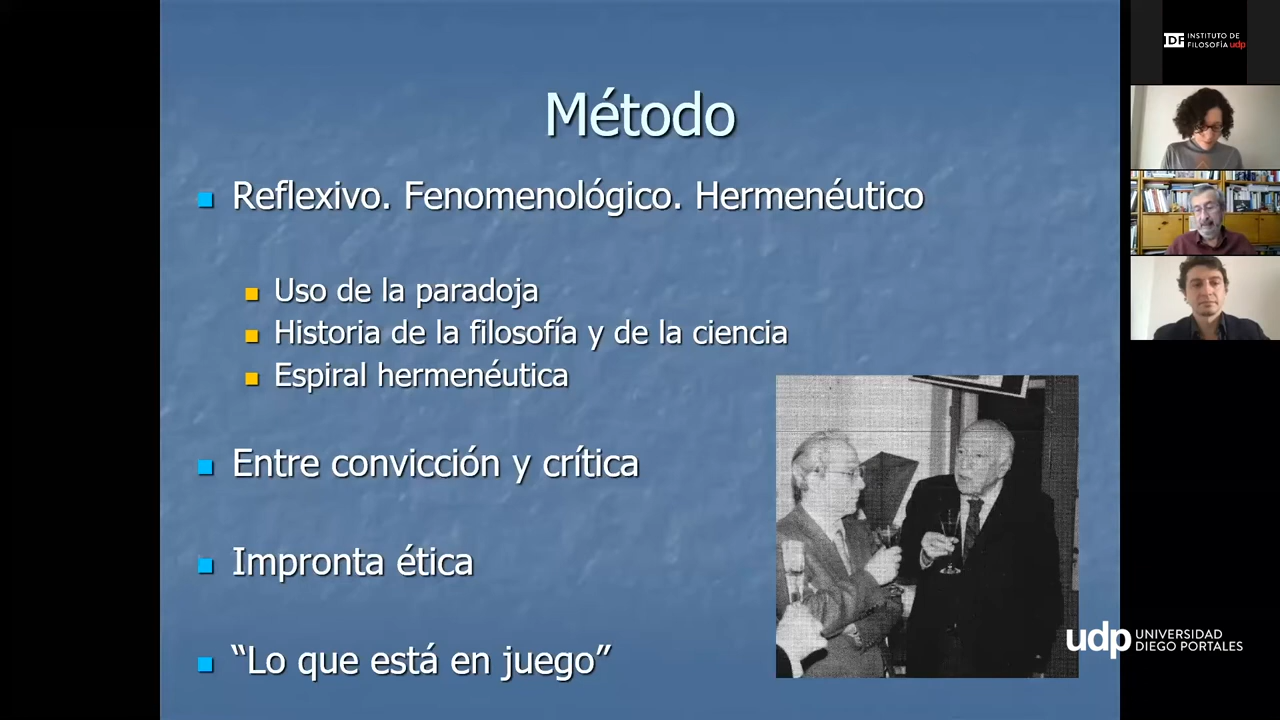 Método
Reflexivo. Fenomenológico. Hermenéutico
Uso de la paradoja
Historia de la filosofía y de la ciencia
Espiral hermenéutica
Entre convicción y crítica
Impronta ética
“Lo que está en juego”
IDF INSTITUTO DE
FILOSOFÍA udp
udp UNIVERSIDAD
DIEGO PORTALES